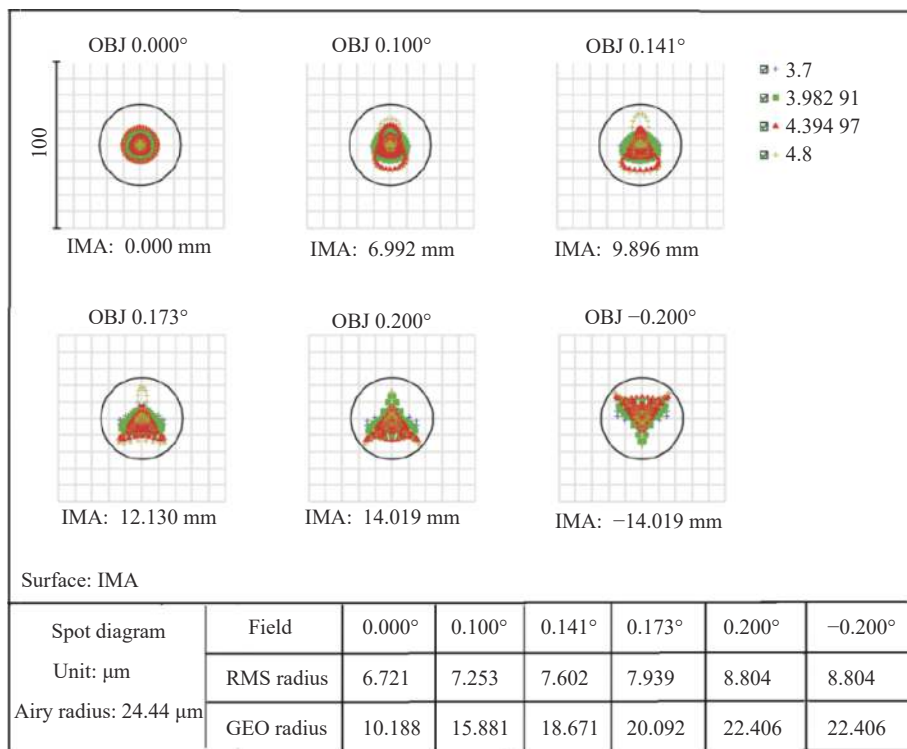 OBJ 0.000° OBJ 0.100° OBJ 0.141°
3.7
3.982 91
4.394 97
4.8
100
IMA: 0.000 mm IMA: 6.992 mm IMA: 9.896 mm
OBJ 0.173° OBJ 0.200° OBJ −0.200°
IMA: 12.130 mm IMA: 14.019 mm IMA: −14.019 mm
Surface: IMA
Spot diagram
Unit: μm
Airy radius: 24.44 μm
Field 0.000° 0.100° 0.141° 0.173° 0.200° −0.200°
RMS radius 6.721 7.253 7.602 7.939 8.804 8.804
GEO radius 10.188 15.881 18.671 20.092 22.406 22.406